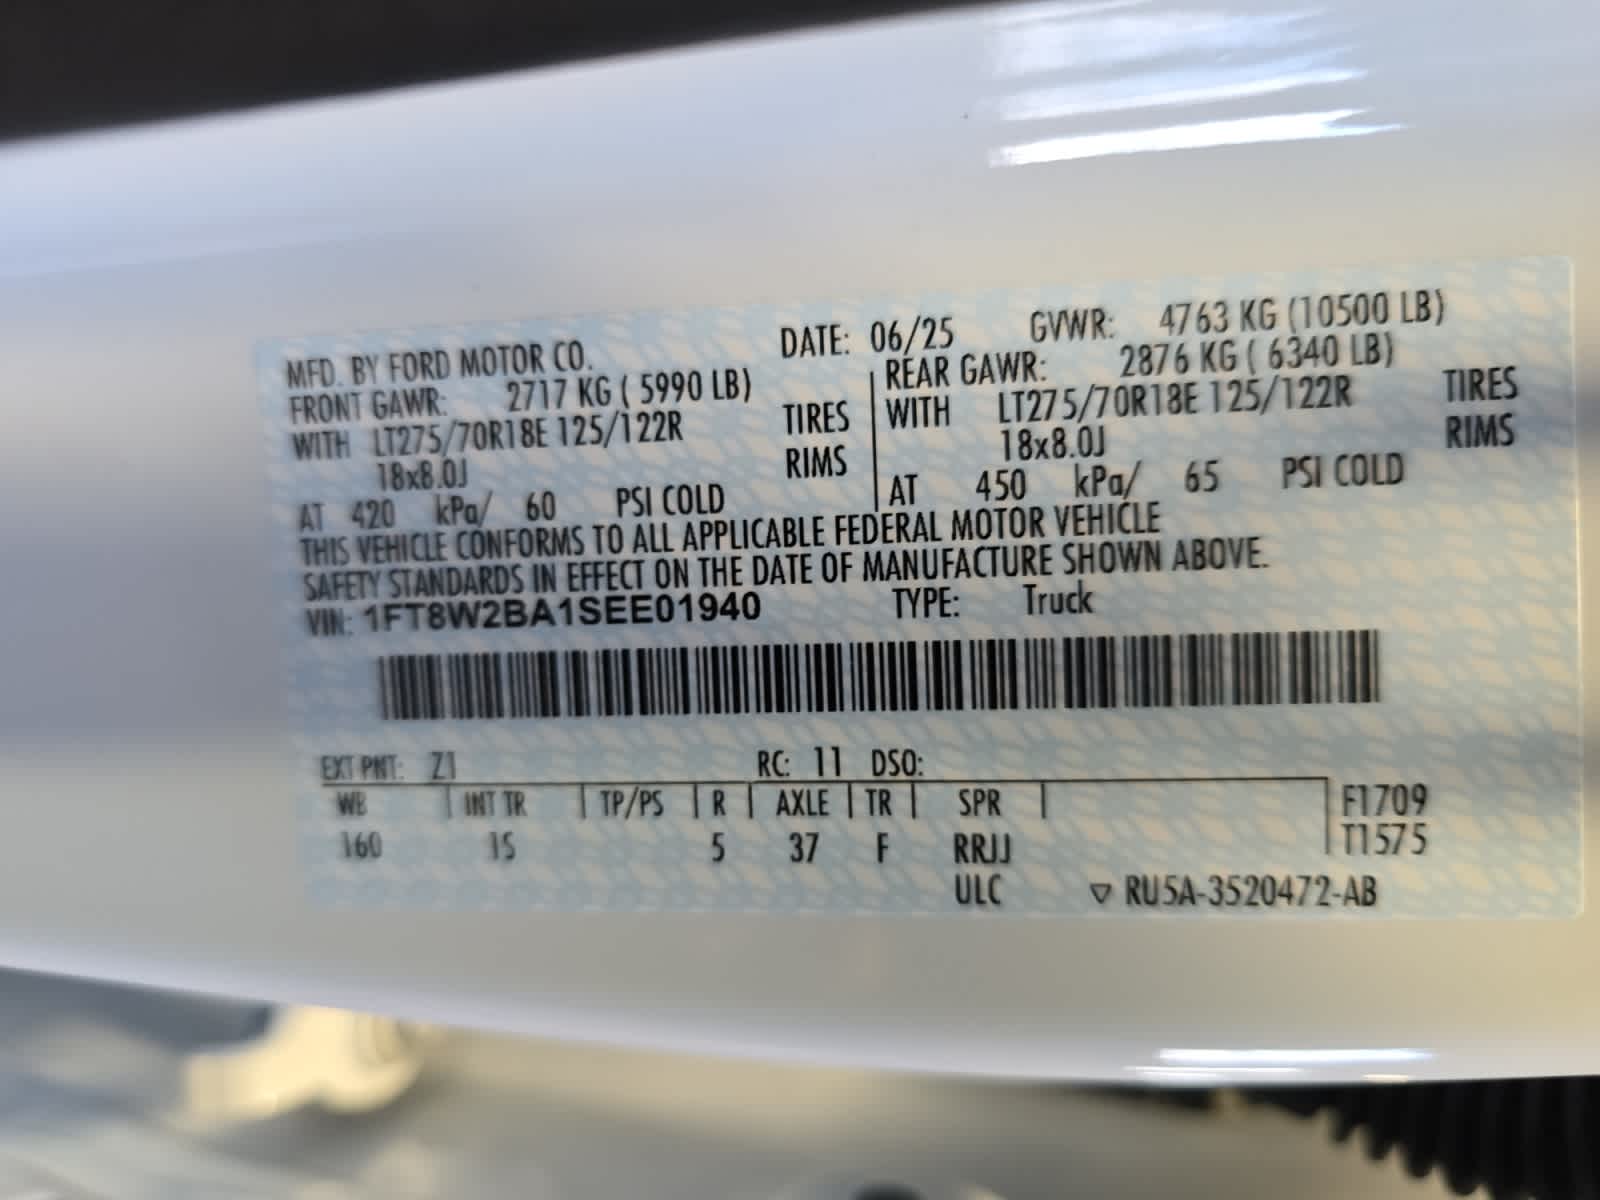 MFD. BY FORD MOTOR CO. DATE: 06/25 GVWR: 4763 KG (10500 LB)
FRONT GAWR: 2717 KG ( 5990 LB) REAR GAWR: 2876 KG ( 6340 LB)
WITH LT275/70R18E 125/122R TIRES WITH LT275/70R18E 125/122R TIRES
18x8.0J RIMS 18x8.0J RIMS
AT 420 kPa/ 60 PSI COLD AT 450 kPa/ 65 PSI COLD
THIS VEHICLE CONFORMS TO ALL APPLICABLE FEDERAL MOTOR VEHICLE
SAFETY STANDARDS IN EFFECT ON THE DATE OF MANUFACTURE SHOWN ABOVE.
VIN: 1FT8W2BA1SEE01940 TYPE: Truck
EXT PNT: Z1 RC: 11 DSO:
WB | INT TR | TP/PS | R | AXLE | TR | SPR | F1709
160 1S 5 37 F RRJJ T1575
ULC ▽ RU5A-3520472-AB